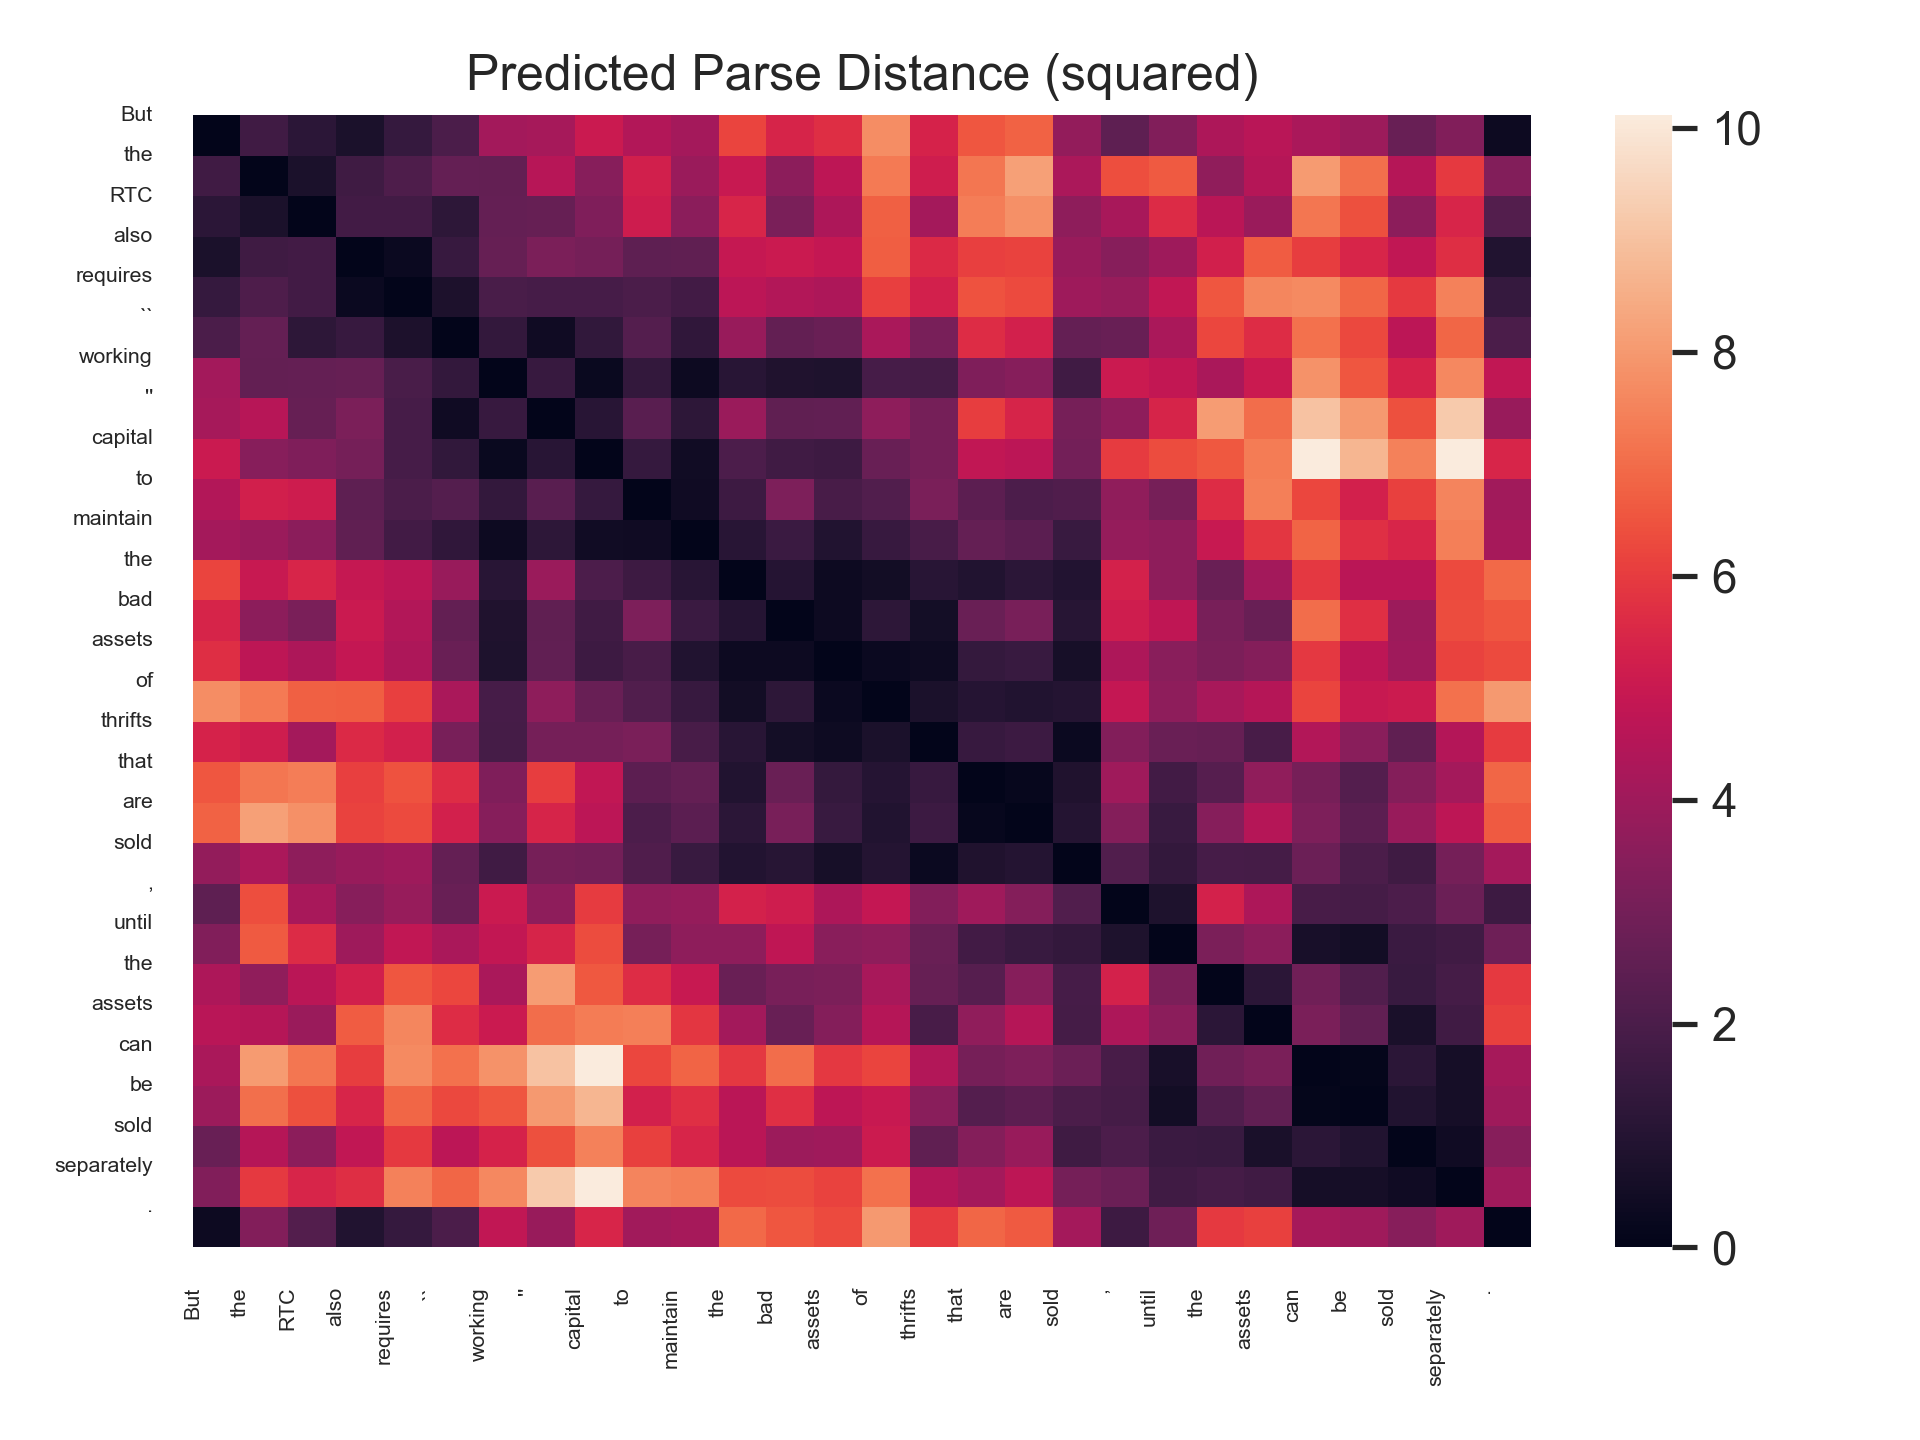 Predicted Parse Distance (squared)
But
the
RTC
also
requires
``
working
''
capital
to
maintain
the
bad
assets
of
thrifts
that
are
sold
,
until
the
assets
can
be
sold
separately
.
But
the
RTC
also
requires
``
working
''
capital
to
maintain
the
bad
assets
of
thrifts
that
are
sold
,
until
the
assets
can
be
sold
separately
.
10
8
6
4
2
0